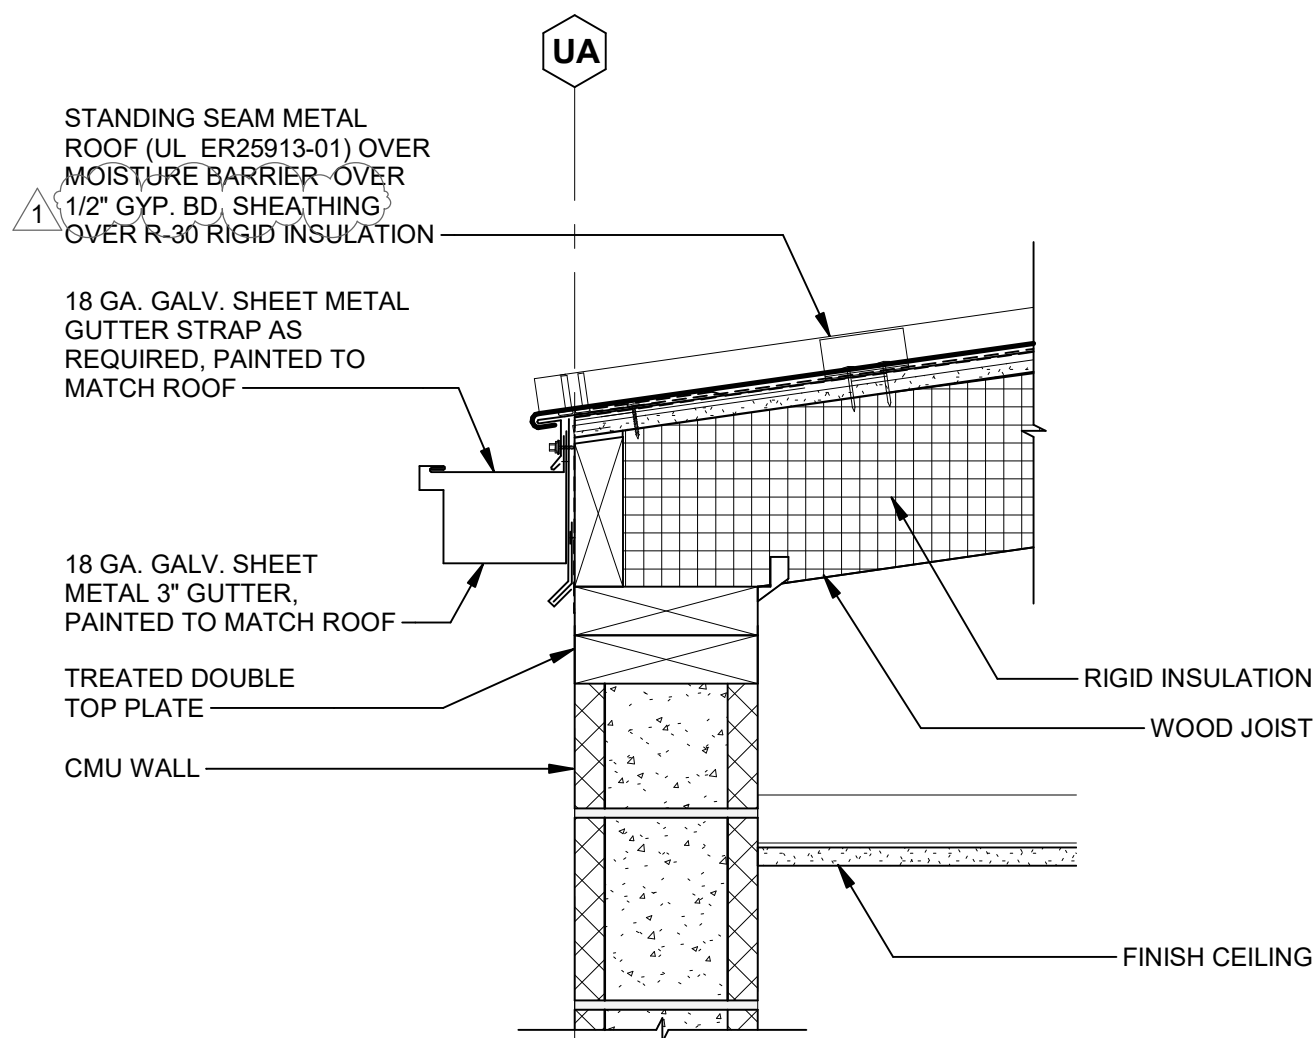 UA
STANDING SEAM METAL
ROOF (UL ER25913-01) OVER
MOISTURE BARRIER OVER
1/2" GYP. BD. SHEATHING
OVER R-30 RIGID INSULATION
1
18 GA. GALV. SHEET METAL
GUTTER STRAP AS
REQUIRED, PAINTED TO
MATCH ROOF
18 GA. GALV. SHEET
METAL 3" GUTTER,
PAINTED TO MATCH ROOF
TREATED DOUBLE
TOP PLATE
CMU WALL
RIGID INSULATION
WOOD JOIST
FINISH CEILING